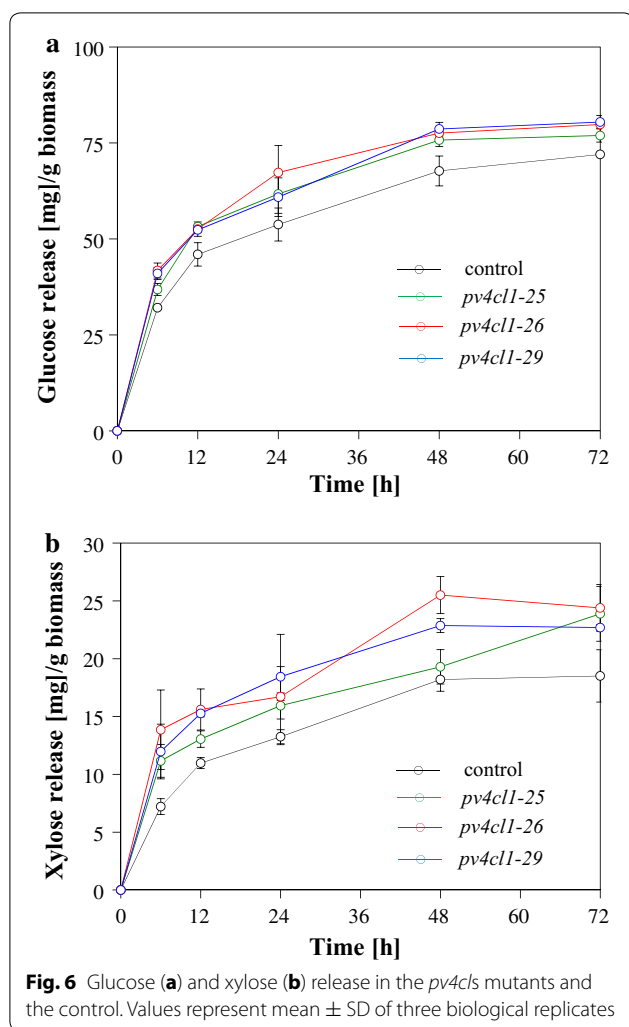 a
100
75
50
25
0
Glucose release [mg]/g biomass
control
pv4cl1-25
pv4cl1-26
pv4cl1-29
0 12 24 36 48 60 72
Time [h]
b
30
25
20
15
10
5
0
Xylose release [mg]/g biomass
control
pv4cl1-25
pv4cl1-26
pv4cl1-29
0 12 24 36 48 60 72
Time [h]
Fig. 6 Glucose (a) and xylose (b) release in the pv4cls mutants and
the control. Values represent mean ± SD of three biological replicates